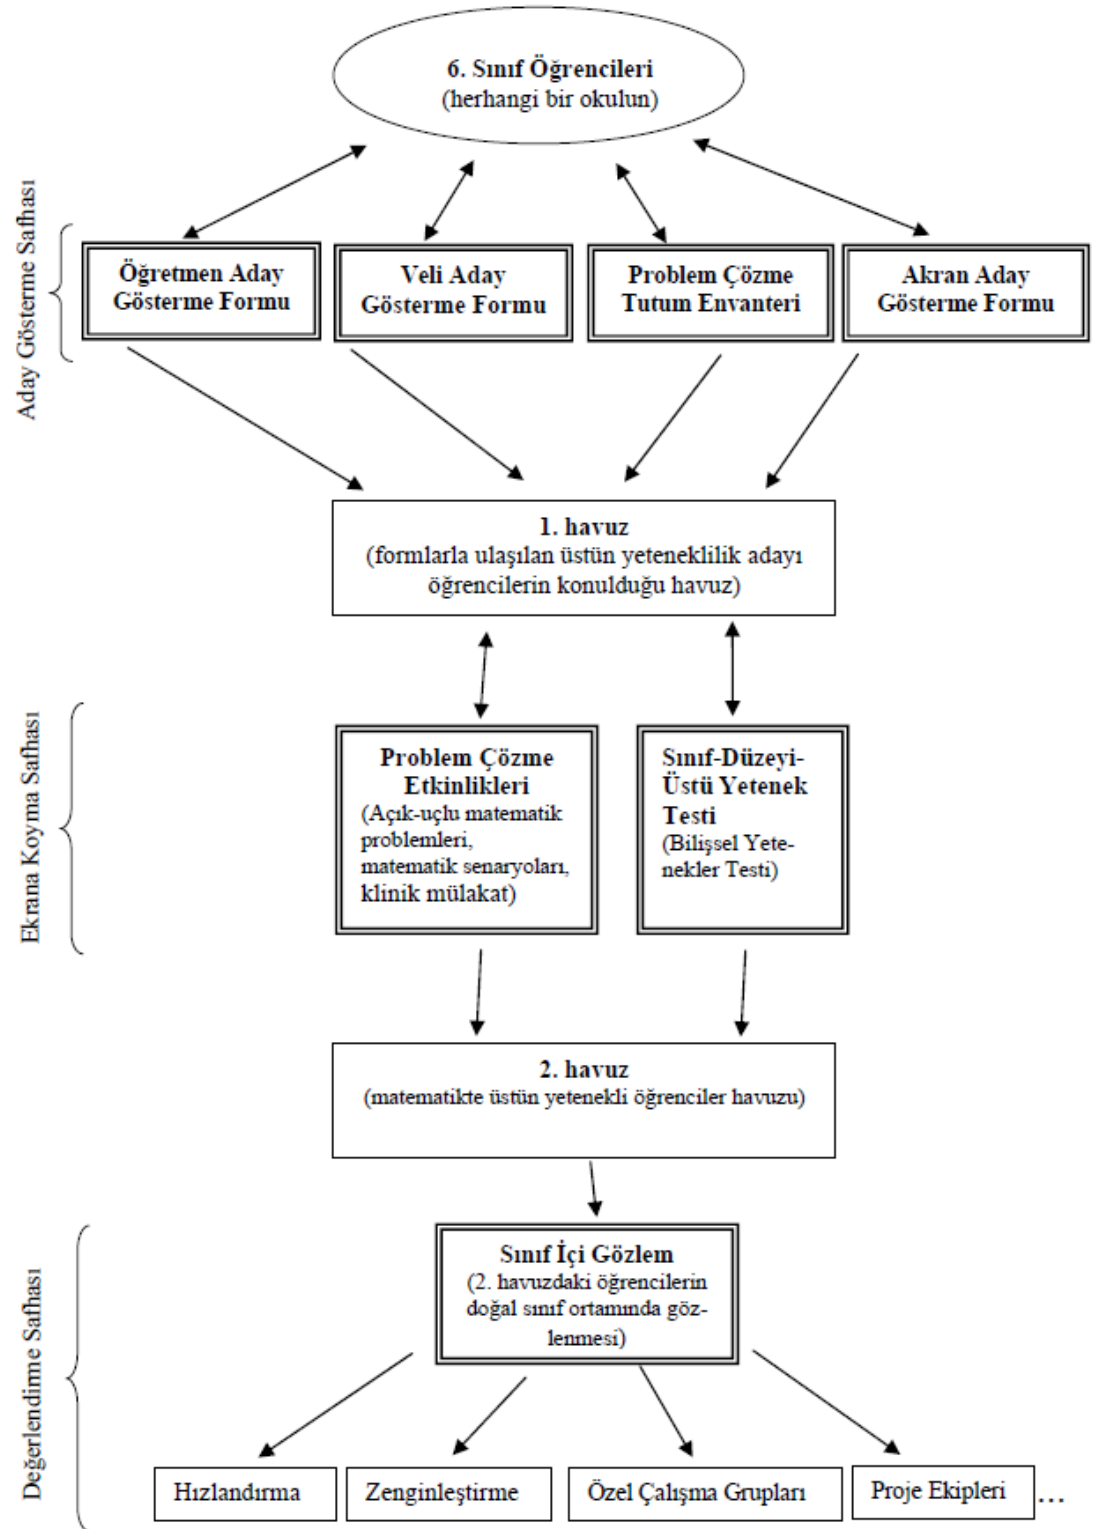 6. Sınıf Öğrencileri
(herhangi bir okulun)
Aday Gösterme Safhası
Öğretmen Aday
Gösterme Formu
Veli Aday
Gösterme Formu
Problem Çözme
Tutum Envanteri
Akran Aday
Gösterme Formu
1. havuz
(formlarla ulaşılan üstün yeteneklilik adayı
öğrencilerin konulduğu havuz)
Ekrana Koyma Safhası
Problem Çözme
Etkinlikleri
(Açık-uçlu matematik
problemleri,
matematik senaryoları,
klinik mülakat)
Sınıf-Düzeyi-
Üstü Yetenek
Testi
(Bilişsel Yete-
nekler Testi)
2. havuz
(matematikte üstün yetenekli öğrenciler havuzu)
Değerlendirme Safhası
Sınıf İçi Gözlem
(2. havuzdaki öğrencilerin
doğal sınıf ortamında göz-
lenmesi)
Hızlandırma
Zenginleştirme
Özel Çalışma Grupları
Proje Ekipleri
...